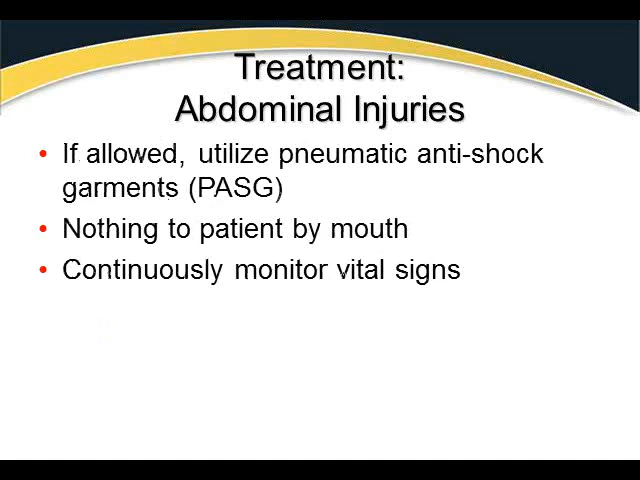 Treatment:
Abdominal Injuries
• If allowed, utilize pneumatic anti-shock
garments (PASG)
• Nothing to patient by mouth
• Continuously monitor vital signs